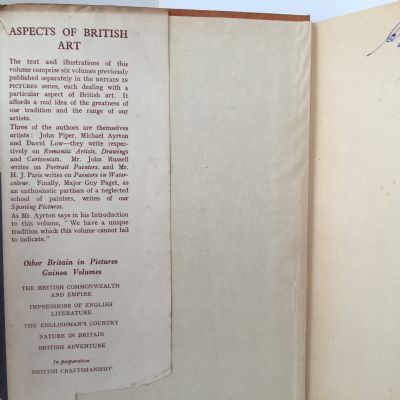 ASPECTS OF BRITISH
ART
The text and illustrations of this
volume comprise six volumes previously
published separately in the BRITAIN IN
PICTURES series, each dealing with a
particular aspect of British art. It
affords a real idea of the greatness of
our tradition and the range of our
artists.
Three of the authors are themselves
artists: John Piper, Michael Ayrton
and David Low—they write respec-
tively on Romantic Artists, Drawings
and Cartoonists. Mr. John Russell
writes on Portrait Painters, and Mr.
H. J. Paris writes on Painters in Water-
colour. Finally, Major Guy Paget, as
an enthusiastic partisan of a neglected
school of painters, writes of our
Sporting Pictures.
As Mr. Ayrton says in his Introduction
to this volume, "We have a unique
tradition which this volume cannot fail
to indicate."
Other Britain in Pictures
Guinea Volumes
THE BRITISH COMMONWEALTH
AND EMPIRE
IMPRESSIONS OF ENGLISH
LITERATURE
THE ENGLISHMAN'S COUNTRY
NATURE IN BRITAIN
BRITISH ADVENTURE
In preparation
BRITISH CRAFTSMANSHIP